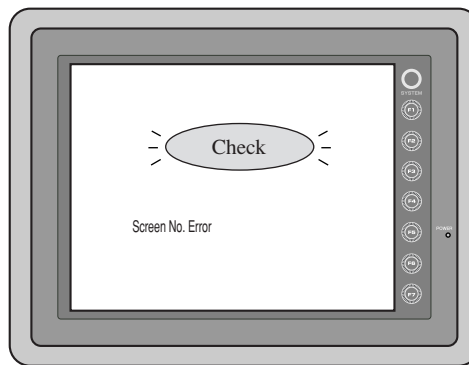 Check
Screen No. Error
SYSTEM
F1
F2
F3
F4
F5
POWER
F6
F7